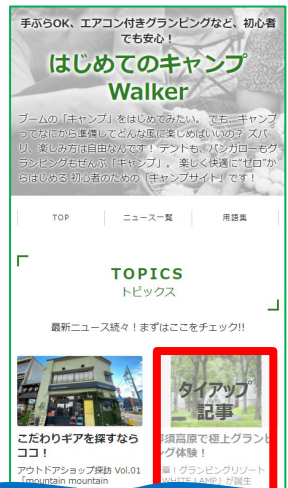 手ぶらOK、エアコン付きグランピングなど、初心者
でも安心！
はじめてのキャンプ
Walker
ブームの「キャンプ」をはじめてみたい。 でも、キャンプ
ってなにから準備してどんな風に楽しめばいいの？ ズバ
リ、楽しみ方は自由なんです！ テントも、バンガローもグ
ランピングもぜんぶ「キャンプ」。 楽しく快適に"ゼロ"か
らはじめる 初心者のための「キャンプサイト」です！
TOP
ニュース一覧
用語集
TOPICS
トピックス
最新ニュース続々！まずはここをチェック!!
こだわりギアを探すなら
ココ！
アウトドアショップ探訪 Vol.01
「mountain mountain
タイアップ
記事
須高原で極上グランピ
ング体験！
華！グランピングリゾート
WHITE LAMP」が誕生